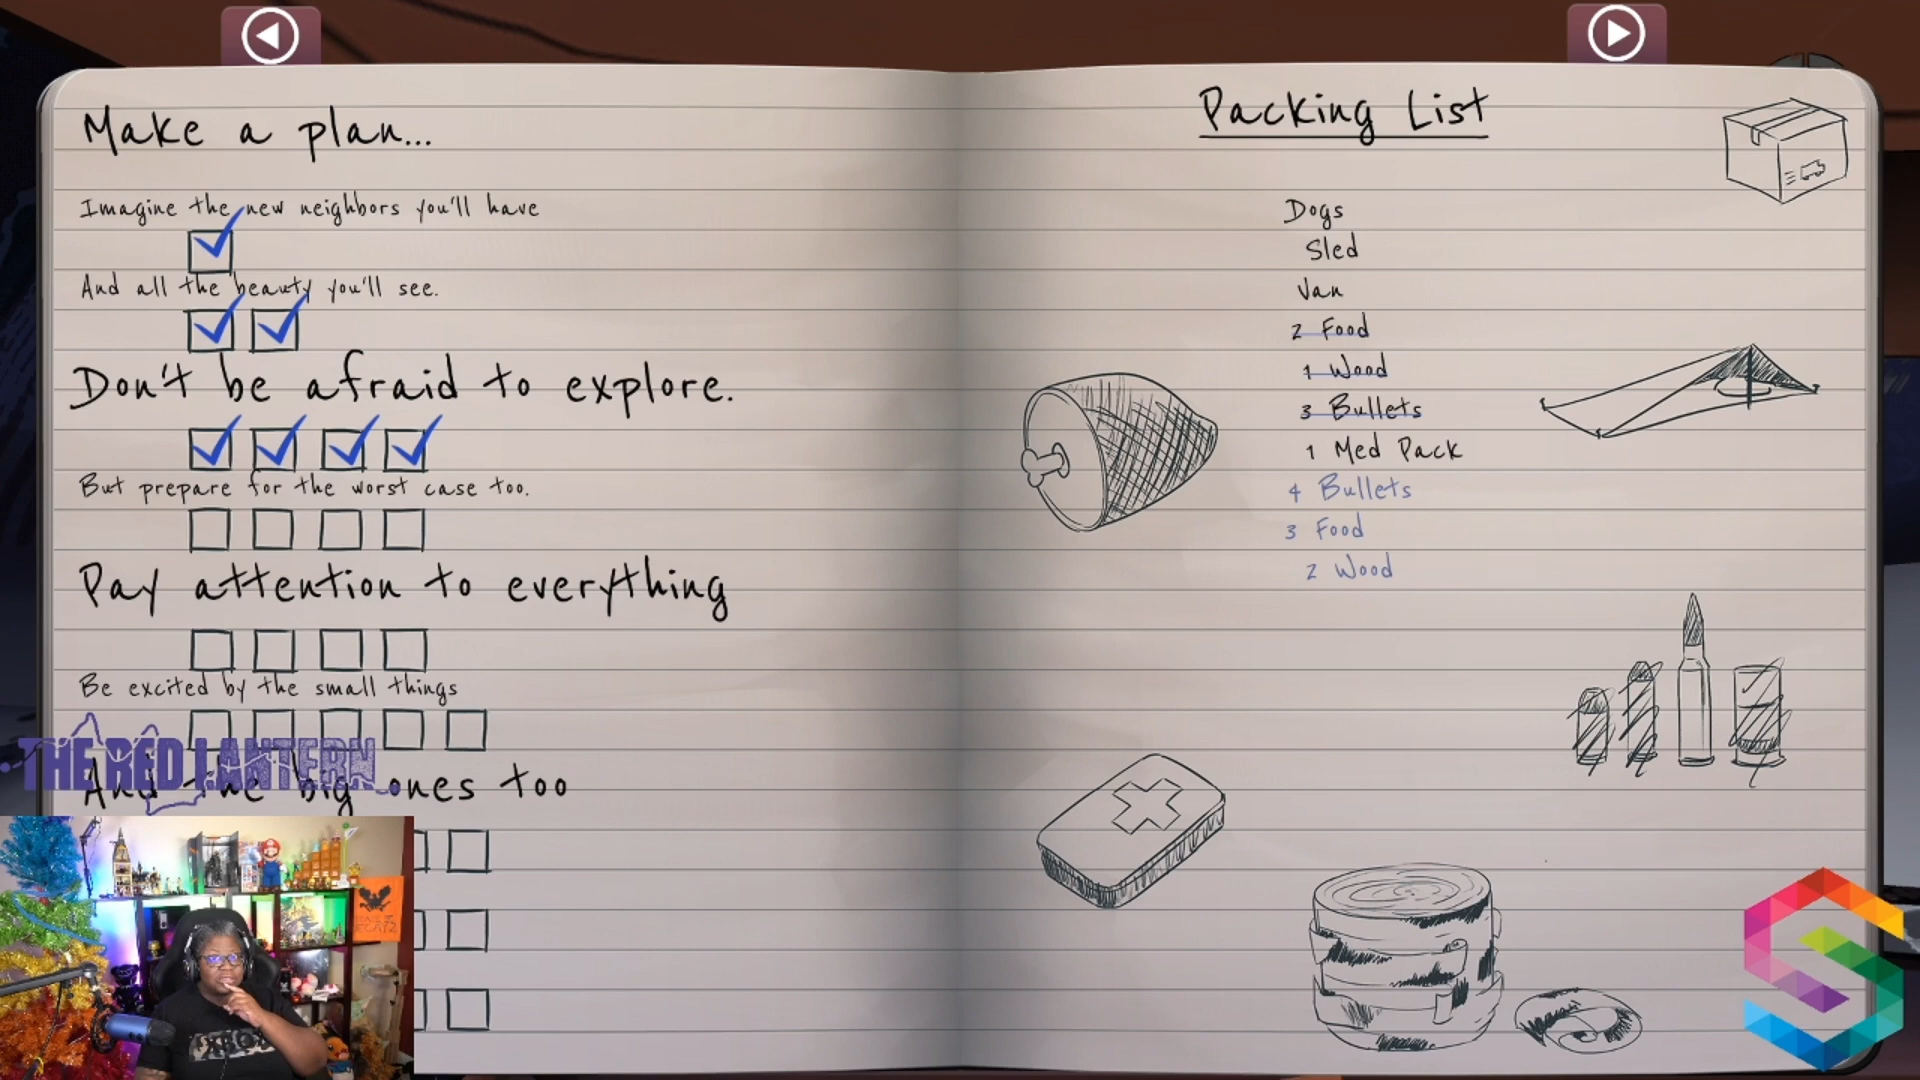 Make a plan...
Imagine the new neighbors you'll have
And all the beauty you'll see.
Don't be afraid to explore.
But prepare for the worst case too.
Pay attention to everything
Be excited by the small things
THE RED LANTERN
And the big ones too
Packing List
Dogs
Sled
Van
2 Food
1 Wood
3 Bullets
1 Med Pack
4 Bullets
3 Food
2 Wood